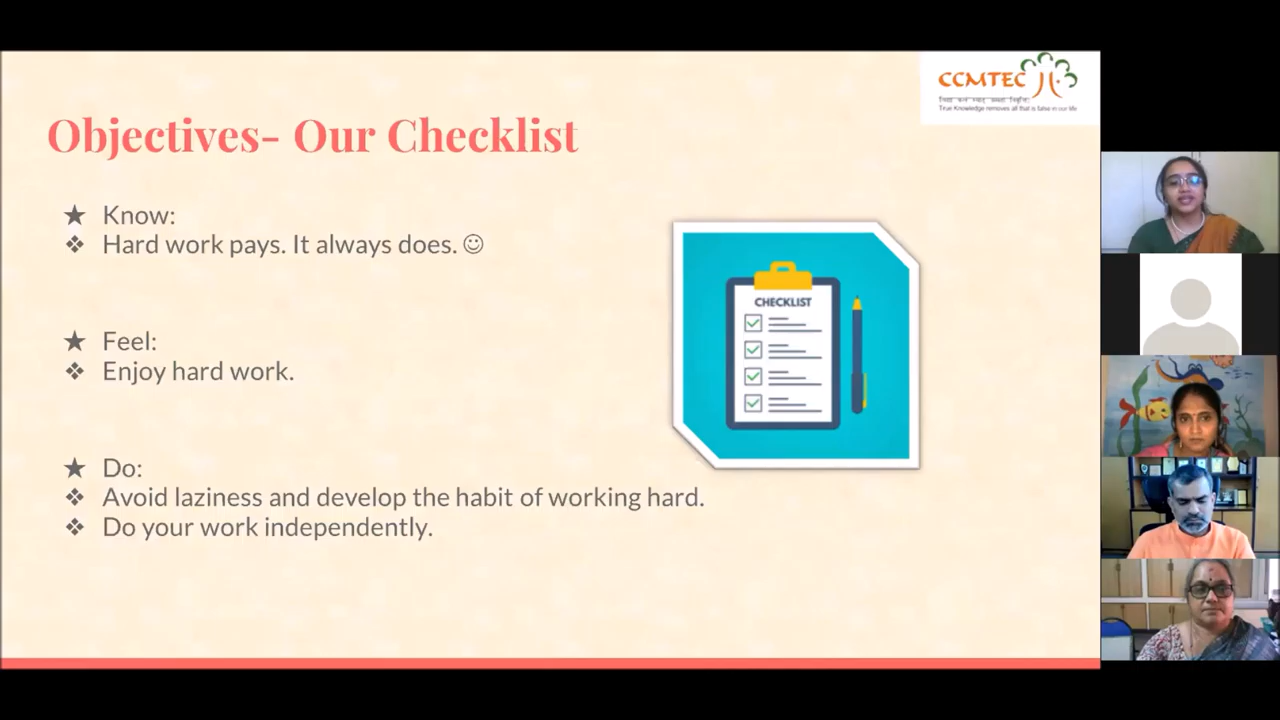 CCMTEC
True Knowledge removes all that is false in our life
Objectives- Our Checklist
★ Know:
❖ Hard work pays. It always does. ☺
★ Feel:
❖ Enjoy hard work.
★ Do:
❖ Avoid laziness and develop the habit of working hard.
❖ Do your work independently.
CHECKLIST